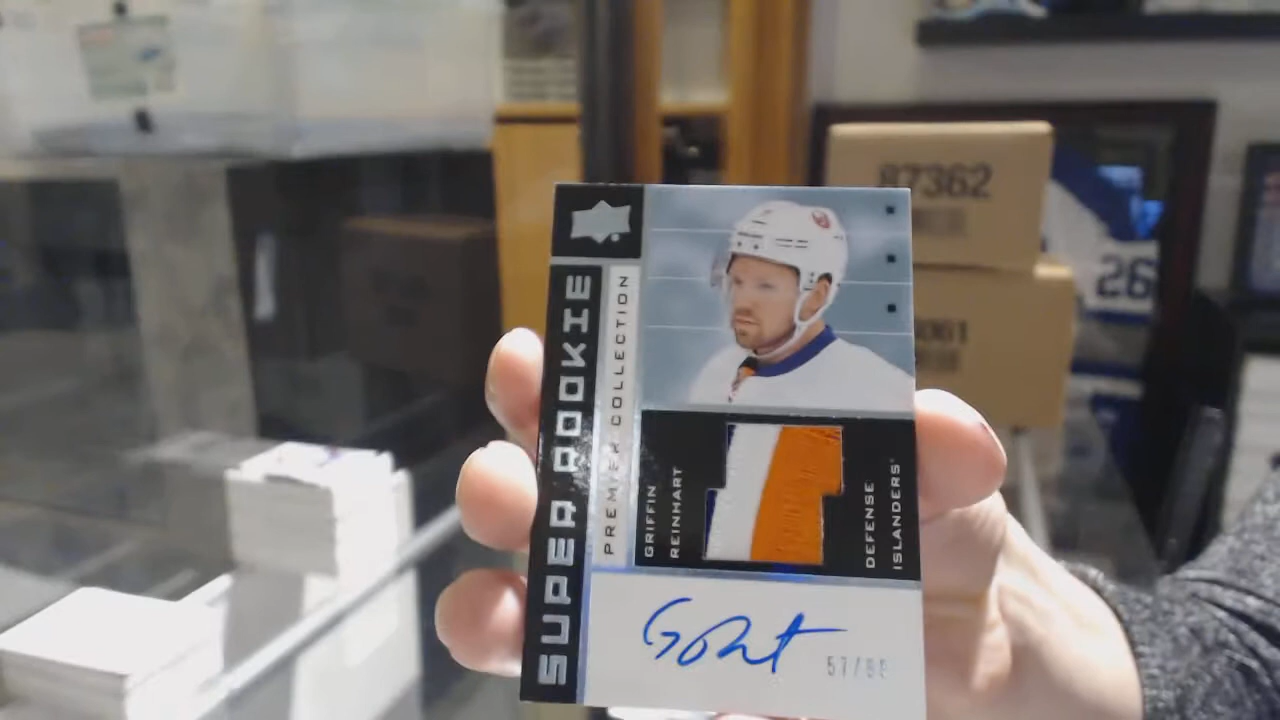 SUPER ROOKIE
PREMIER COLLECTION
GRIFFIN
REINHART
DEFENSE
ISLANDERS
87362
26